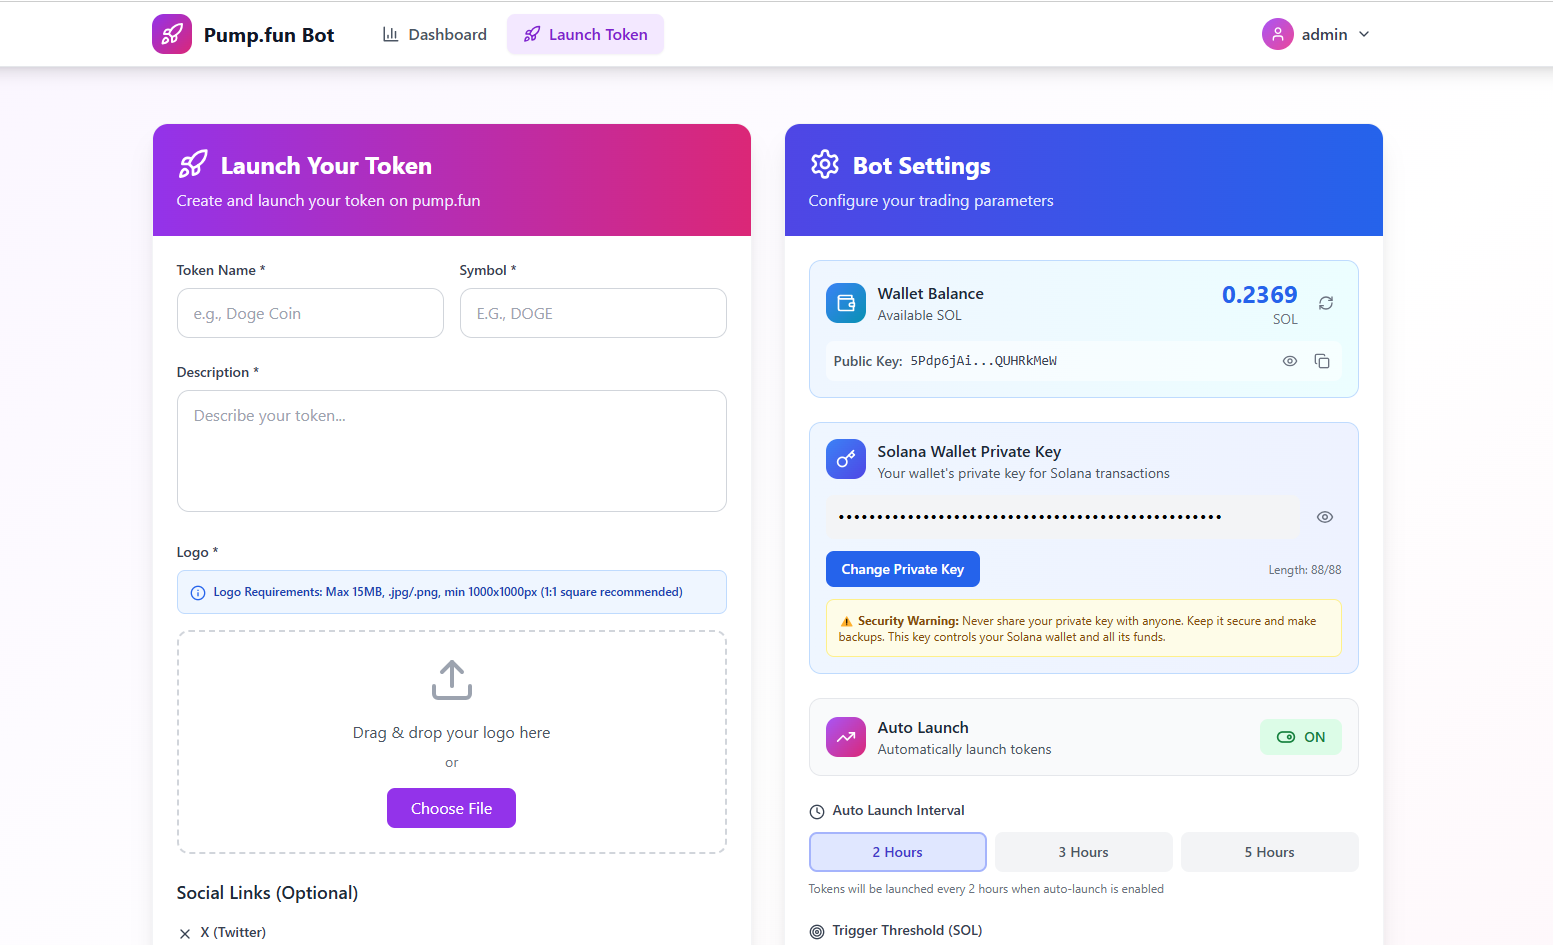 Pump.fun Bot
Dashboard
Launch Token
admin
Launch Your Token
Create and launch your token on pump.fun
Token Name *
Symbol *
e.g., Doge Coin
E.G., DOGE
Description *
Describe your token...
Logo *
Logo Requirements: Max 15MB, .jpg/.png, min 1000x1000px (1:1 square recommended)
Drag & drop your logo here
or
Choose File
Social Links (Optional)
X (Twitter)
Bot Settings
Configure your trading parameters
Wallet Balance
Available SOL
0.2369
SOL
Public Key: 5Pdp6jAi...QUHRkMeW
Solana Wallet Private Key
Your wallet's private key for Solana transactions
••••••••••••••••••••••••••••••••••••••••••••••••••
Change Private Key
Length: 88/88
⚠️ Security Warning: Never share your private key with anyone. Keep it secure and make
backups. This key controls your Solana wallet and all its funds.
Auto Launch
Automatically launch tokens
ON
Auto Launch Interval
2 Hours
3 Hours
5 Hours
Tokens will be launched every 2 hours when auto-launch is enabled
Trigger Threshold (SOL)